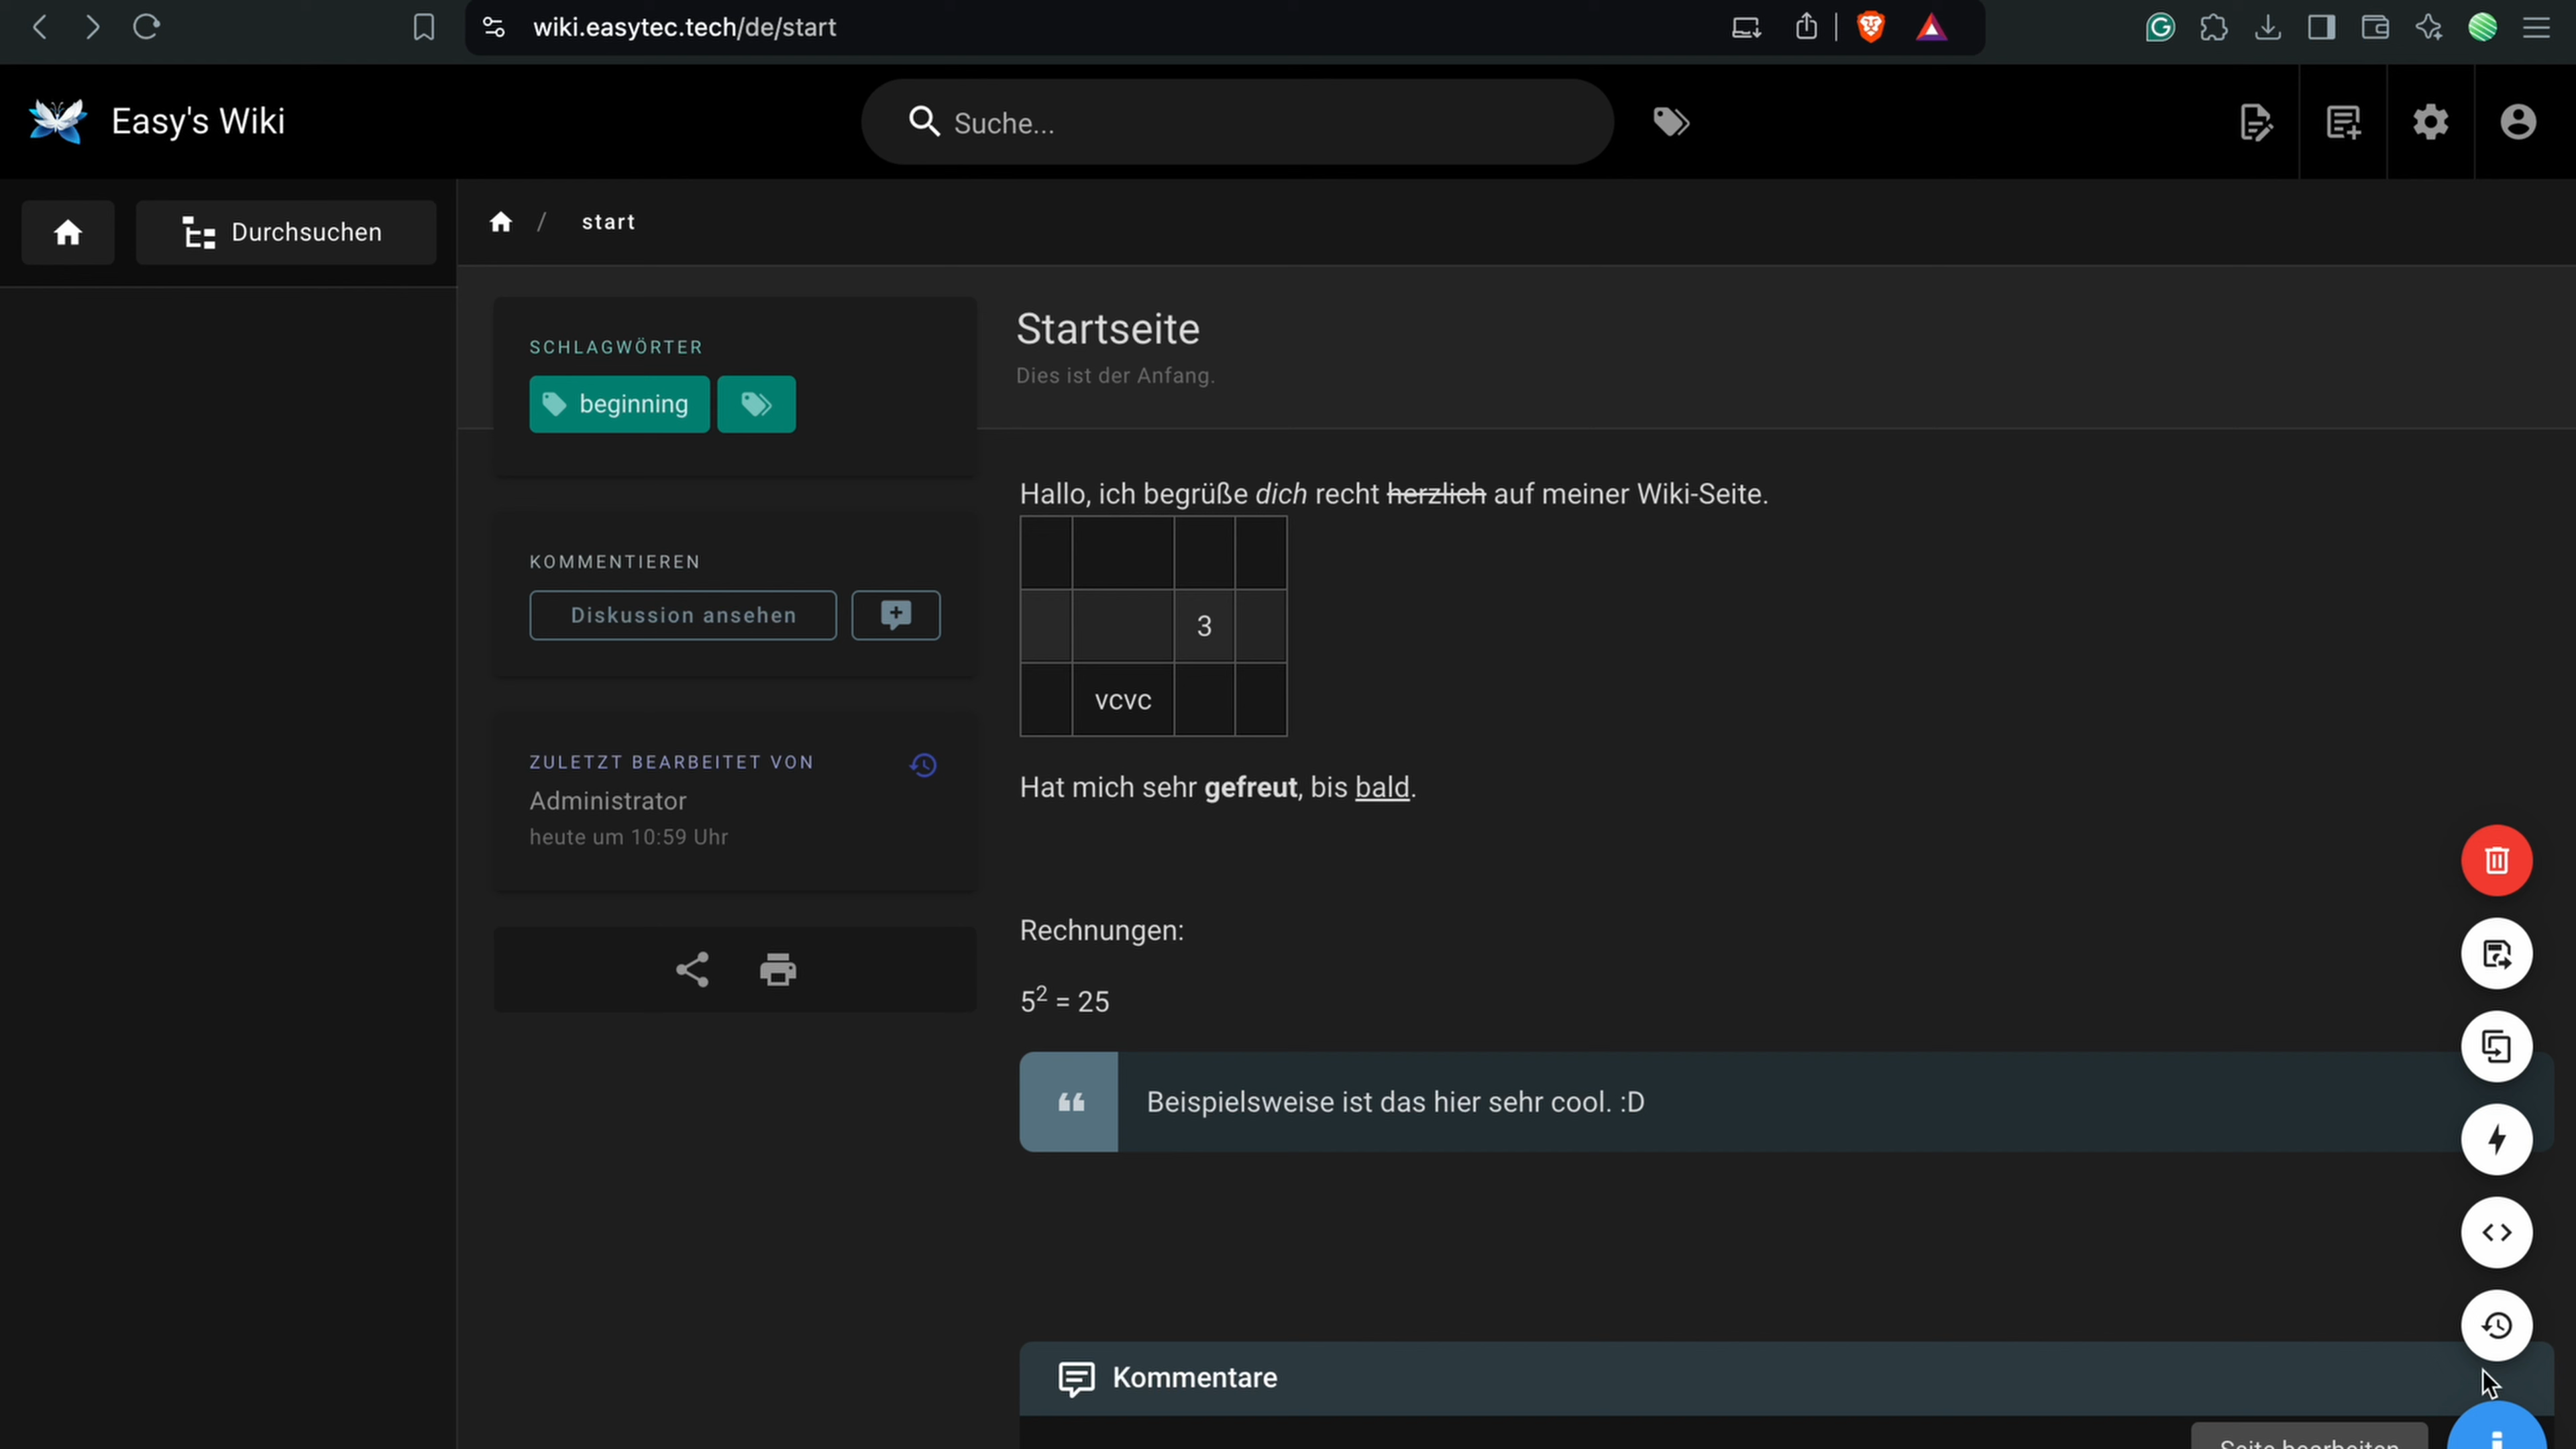 wiki.easytec.tech/de/start
Easy's Wiki
Suche...
Durchsuchen
/ start
SCHLAGWÖRTER
beginning
Startseite
Dies ist der Anfang.
KOMMENTIEREN
Diskussion ansehen
ZULETZT BEARBEITET VON
Administrator
heute um 10:59 Uhr
Hallo, ich begrüße dich recht herzlich auf meiner Wiki-Seite.
3
vcvc
Hat mich sehr gefreut, bis bald.
Rechnungen:
5² = 25
Beispielsweise ist das hier sehr cool. :D
Kommentare
Seite bearbeiten